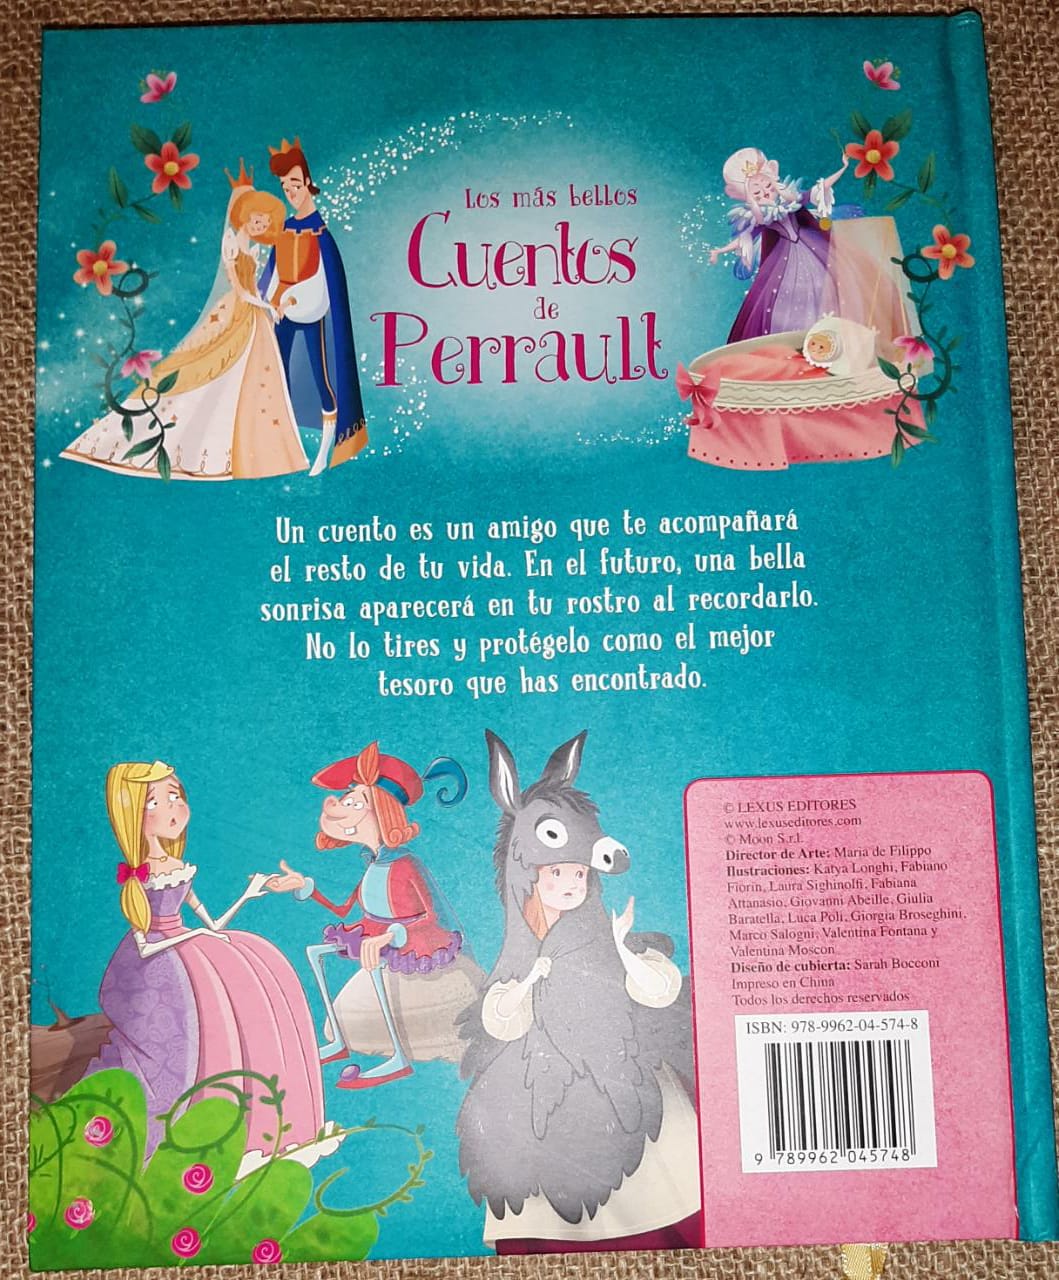 Los más bellos
Cuentos
de
Perrault
Un cuento es un amigo que te acompañará
el resto de tu vida. En el futuro, una bella
sonrisa aparecerá en tu rostro al recordarlo.
No lo tires y protégelo como el mejor
tesoro que has encontrado.
© LEXUS EDITORES
www.lexuseditores.com
© Moon S.r.l.
Director de Arte: Maria de Filippo
Ilustraciones: Katya Longhi, Fabiano
Fiorin, Laura Sighinolfi, Fabiana
Attanasio, Giovanni Abeille, Giulia
Baratella, Luca Poli, Giorgia Broseghini,
Marco Salogni, Valentina Fontana y
Valentina Moscon
Diseño de cubierta: Sarah Bocconi
Impreso en China
Todos los derechos reservados
ISBN: 978-9962-04-574-8
9 789962 045748